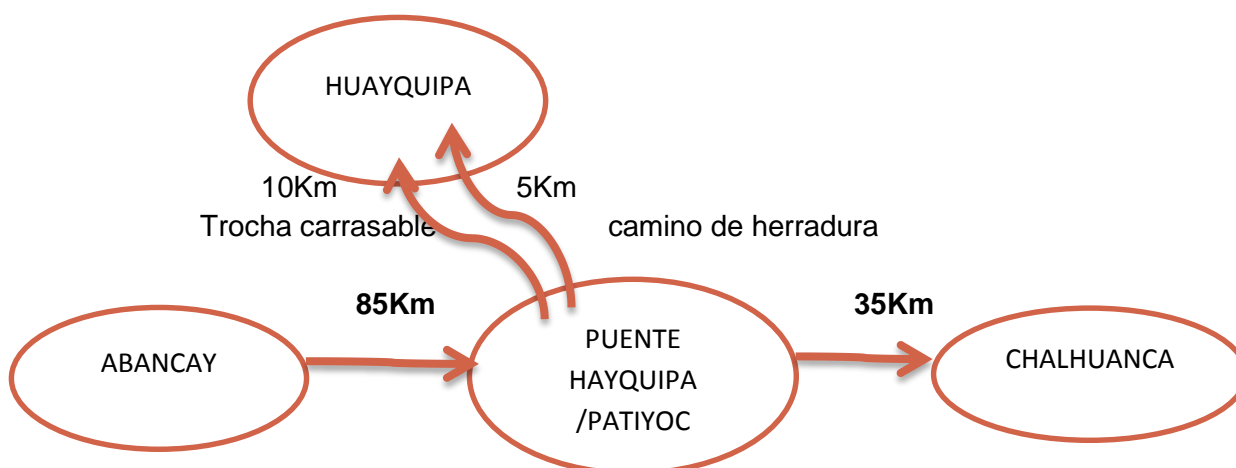 HUAYQUIPA
10Km
5Km
Trocha carrasable
camino de herradura
85Km
35Km
ABANCAY
PUENTE
HAYQUIPA
/PATIYOC
CHALHUANCA